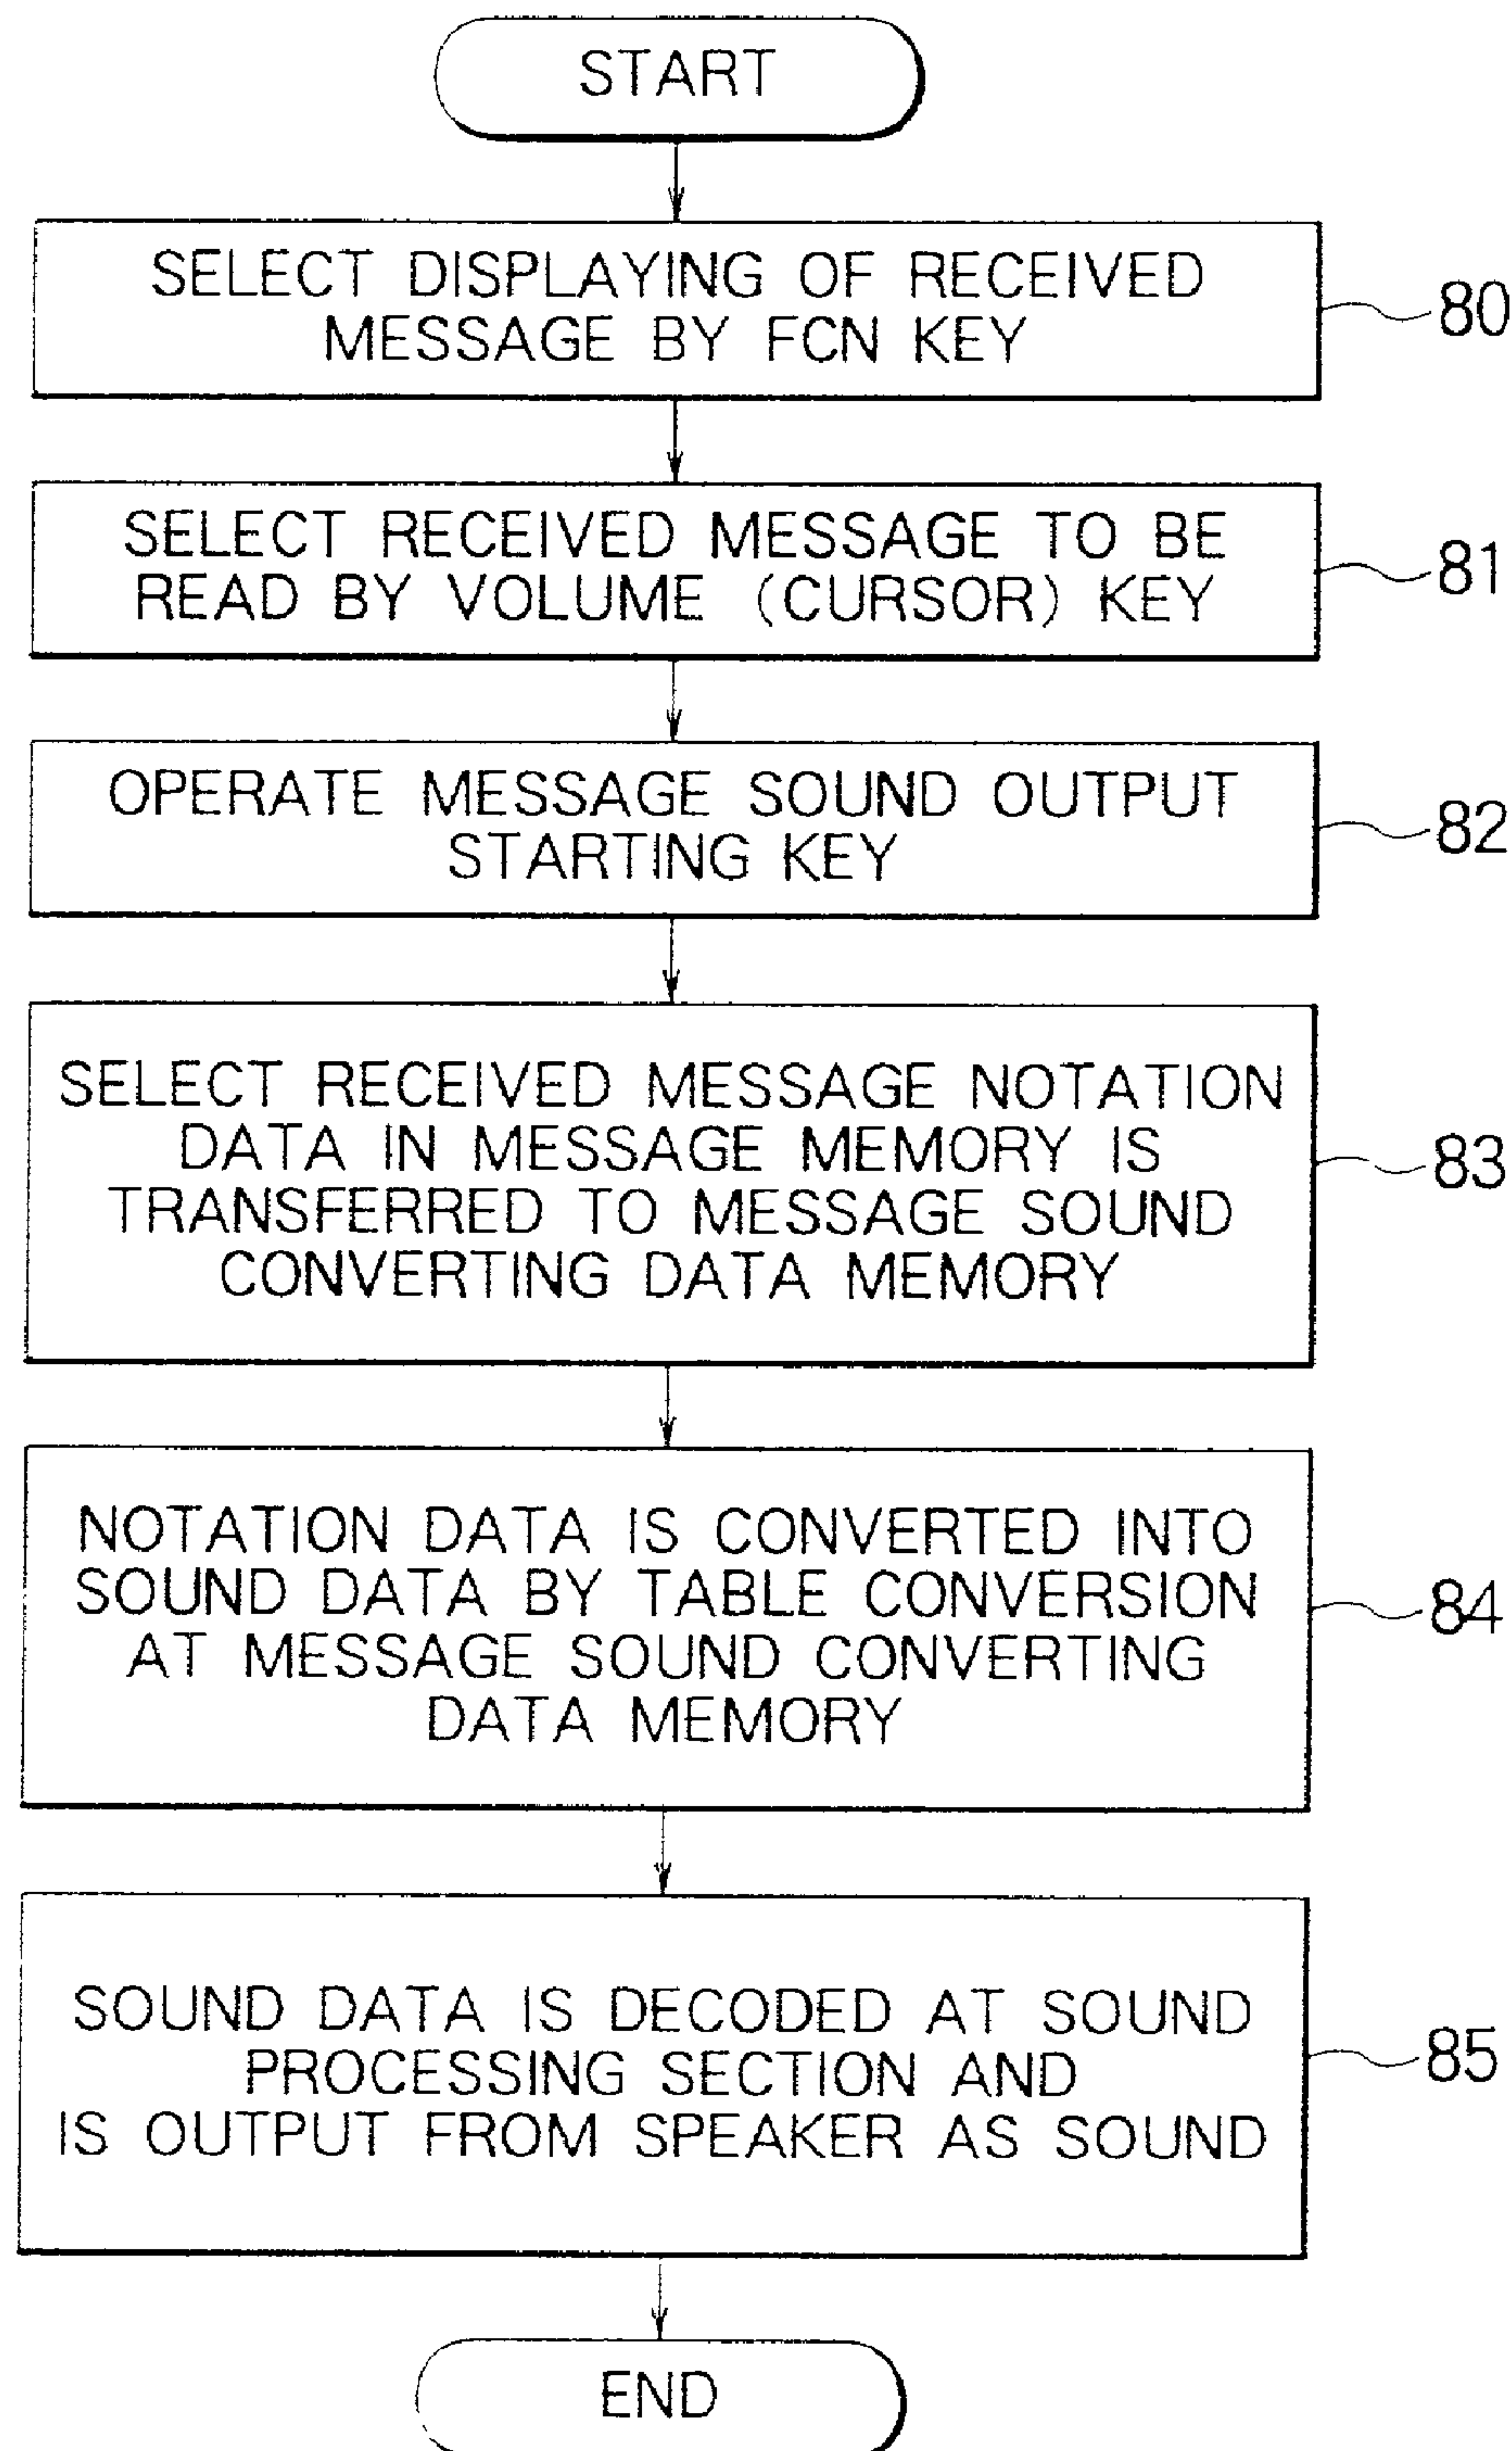 START
SELECT DISPLAYING OF RECEIVED
MESSAGE BY FCN KEY
80
SELECT RECEIVED MESSAGE TO BE
READ BY VOLUME (CURSOR) KEY
81
OPERATE MESSAGE SOUND OUTPUT
STARTING KEY
82
SELECT RECEIVED MESSAGE NOTATION
DATA IN MESSAGE MEMORY IS
TRANSFERRED TO MESSAGE SOUND
CONVERTING DATA MEMORY
83
NOTATION DATA IS CONVERTED INTO
SOUND DATA BY TABLE CONVERSION
AT MESSAGE SOUND CONVERTING
DATA MEMORY
84
SOUND DATA IS DECODED AT SOUND
PROCESSING SECTION AND
IS OUTPUT FROM SPEAKER AS SOUND
85
END